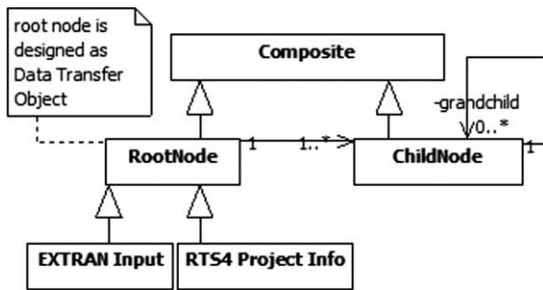 root node is
designed as
Data Transfer
Object
Composite
-grandchild
0..*
RootNode
1
1..*
ChildNode
1
EXTRAN Input
RTS4 Project Info